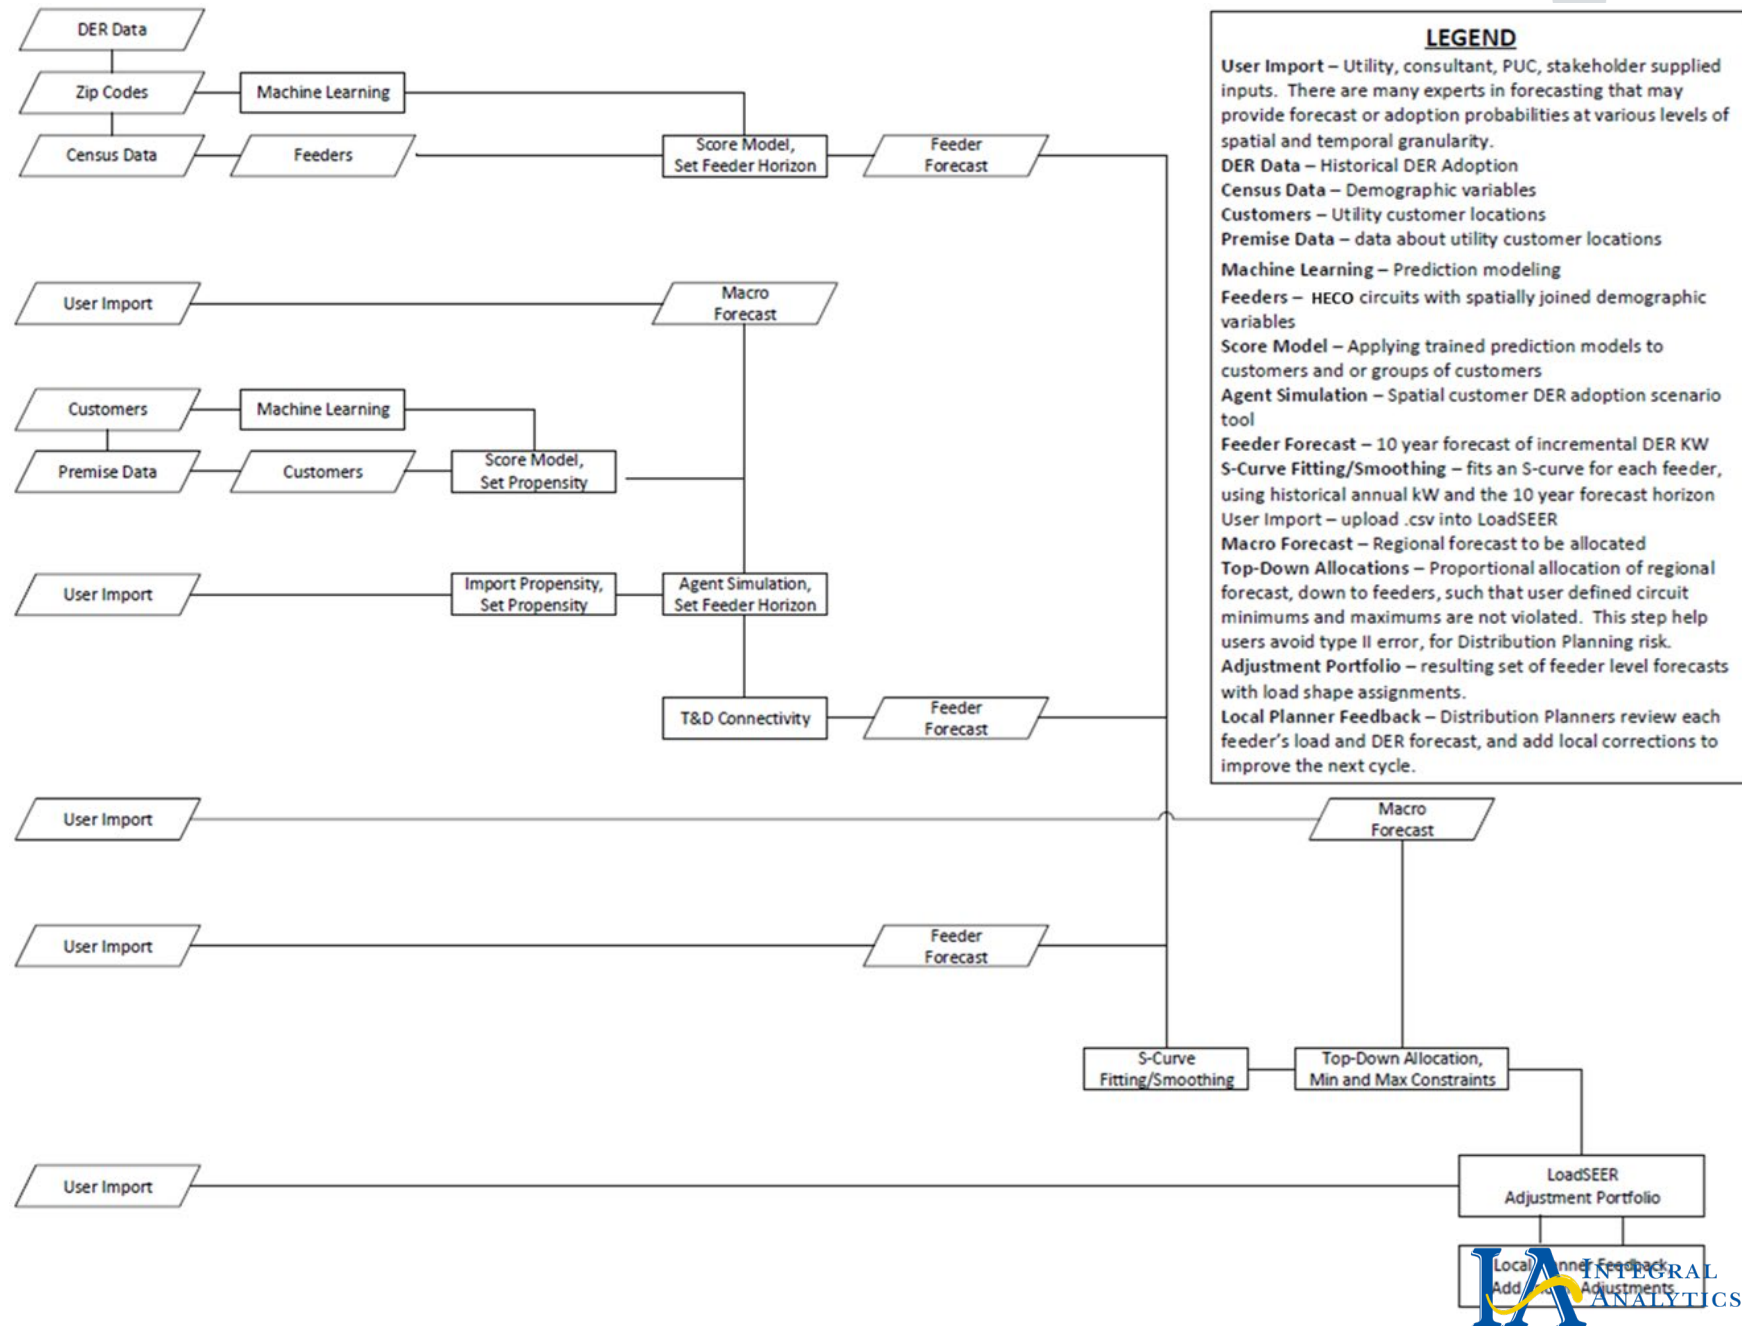 DER Data
Zip Codes
Machine Learning
Census Data
Feeders
Score Model,
Set Feeder Horizon
Feeder
Forecast
User Import
Macro
Forecast
Customers
Machine Learning
Premise Data
Customers
Score Model,
Set Propensity
User Import
Import Propensity,
Set Propensity
Agent Simulation,
Set Feeder Horizon
T&D Connectivity
Feeder
Forecast
User Import
Macro
Forecast
User Import
Feeder
Forecast
S-Curve
Fitting/Smoothing
Top-Down Allocation,
Min and Max Constraints
User Import
LoadSEER
Adjustment Portfolio
Local Feedback,
Add Adjustments
LEGEND
User Import – Utility, consultant, PUC, stakeholder supplied
inputs. There are many experts in forecasting that may
provide forecast or adoption probabilities at various levels of
spatial and temporal granularity.
DER Data – Historical DER Adoption
Census Data – Demographic variables
Customers – Utility customer locations
Premise Data – data about utility customer locations
Machine Learning – Prediction modeling
Feeders – HECO circuits with spatially joined demographic
variables
Score Model – Applying trained prediction models to
customers and or groups of customers
Agent Simulation – Spatial customer DER adoption scenario
tool
Feeder Forecast – 10 year forecast of incremental DER KW
S-Curve Fitting/Smoothing – fits an S-curve for each feeder,
using historical annual kW and the 10 year forecast horizon
User Import – upload .csv into LoadSEER
Macro Forecast – Regional forecast to be allocated
Top-Down Allocations – Proportional allocation of regional
forecast, down to feeders, such that user defined circuit
minimums and maximums are not violated. This step help
users avoid type II error, for Distribution Planning risk.
Adjustment Portfolio – resulting set of feeder level forecasts
with load shape assignments.
Local Planner Feedback – Distribution Planners review each
feeder's load and DER forecast, and add local corrections to
improve the next cycle.
IA INTEGRAL
ANALYTICS